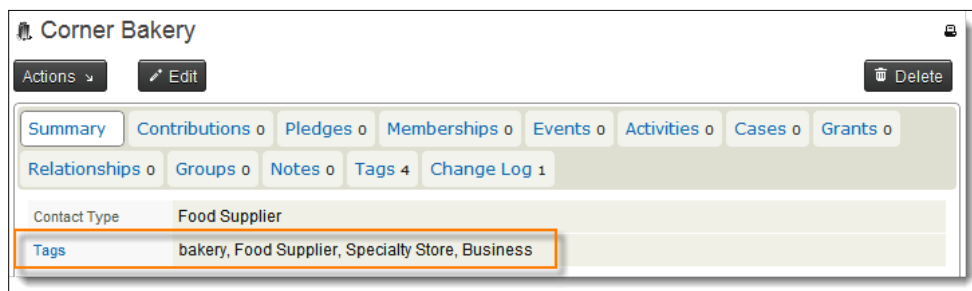 Corner Bakery
Actions Edit Delete
Summary Contributions 0 Pledges 0 Memberships 0 Events 0 Activities 0 Cases 0 Grants 0
Relationships 0 Groups 0 Notes 0 Tags 4 Change Log 1
Contact Type Food Supplier
Tags bakery, Food Supplier, Specialty Store, Business